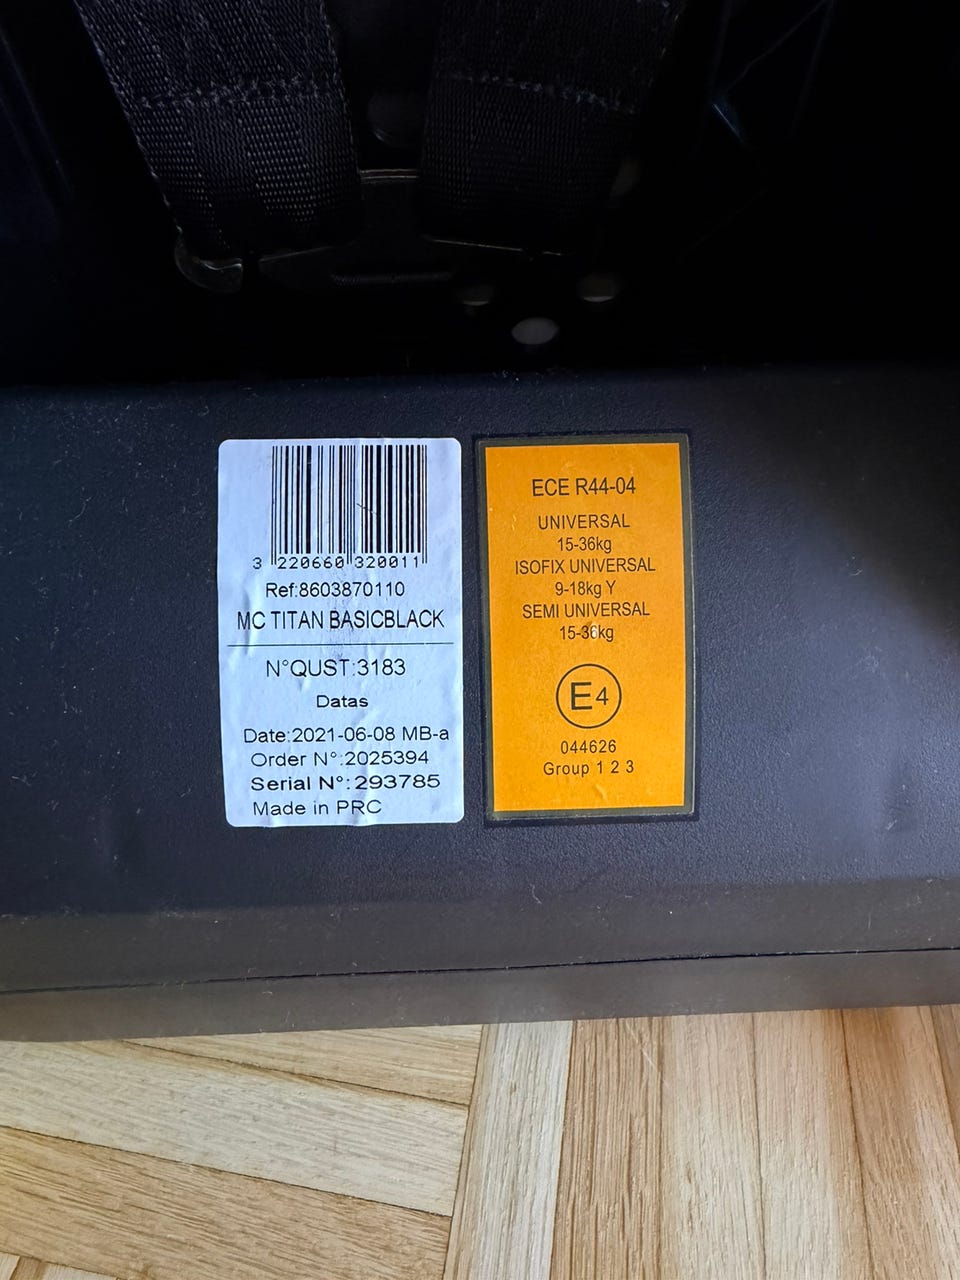 3 220660 320011
Ref:8603870110
MC TITAN BASICBLACK
N°QUST:3183
Datas
Date:2021-06-08 MB-a
Order N°:2025394
Serial N°:293785
Made in PRC
ECE R44-04
UNIVERSAL
15-36kg
ISOFIX UNIVERSAL
9-18kg Y
SEMI UNIVERSAL
15-36kg
E4
044626
Group 1 2 3